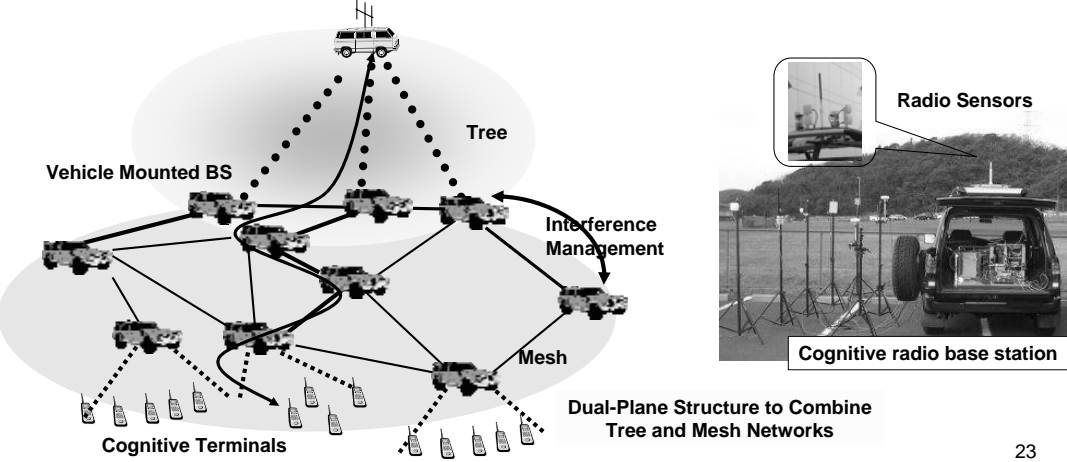 Tree
Vehicle Mounted BS
Interference
Management
Mesh
Cognitive Terminals
Dual-Plane Structure to Combine
Tree and Mesh Networks
Radio Sensors
Cognitive radio base station
23